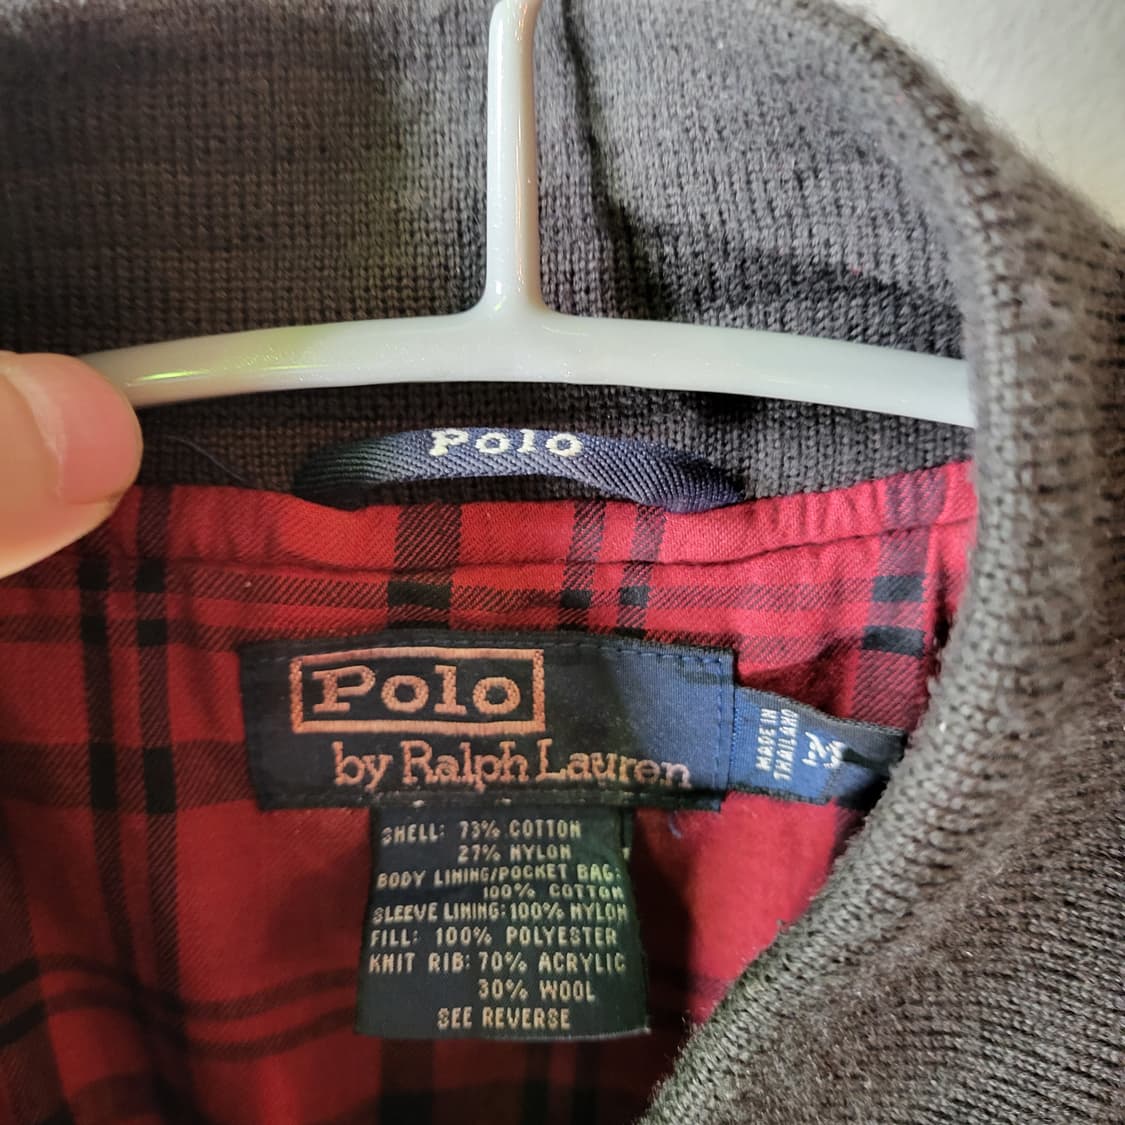 Polo
Polo
by Ralph Lauren
MADE IN
THAILAND
SHELL: 73% COTTON
27% NYLON
BODY LINING/POCKET BAG:
100% COTTON
SLEEVE LINING: 100% NYLON
FILL: 100% POLYESTER
KNIT RIB: 70% ACRYLIC
30% WOOL
SEE REVERSE